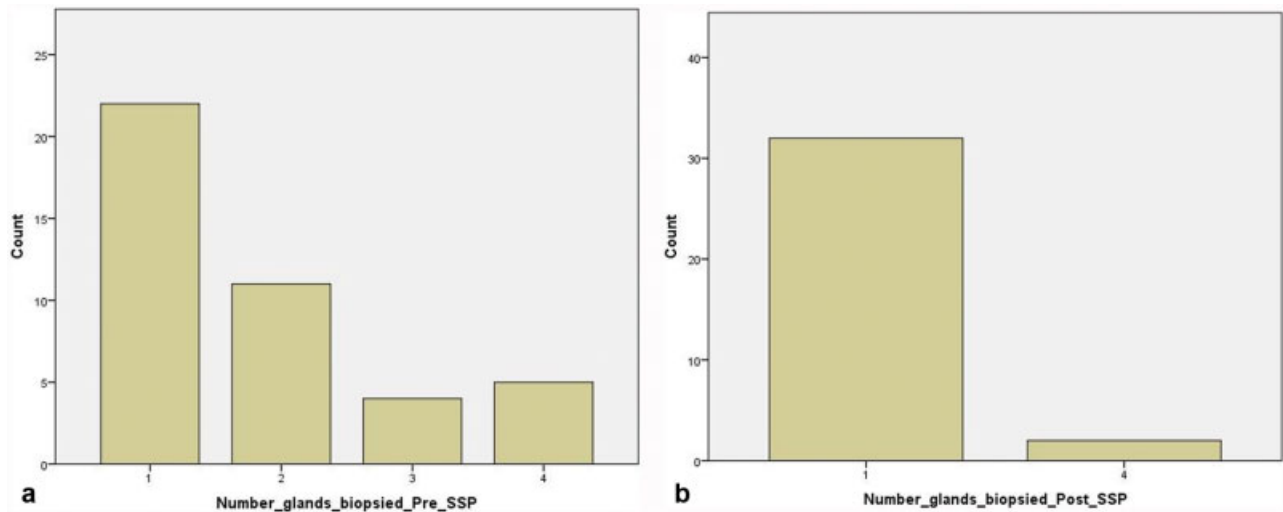 25
20
15
10
5
0
Count
1 2 3 4
Number_glands_biopsied_Pre_SSP
a
40
30
20
10
0
Count
1 4
Number_glands_biopsied_Post_SSP
b